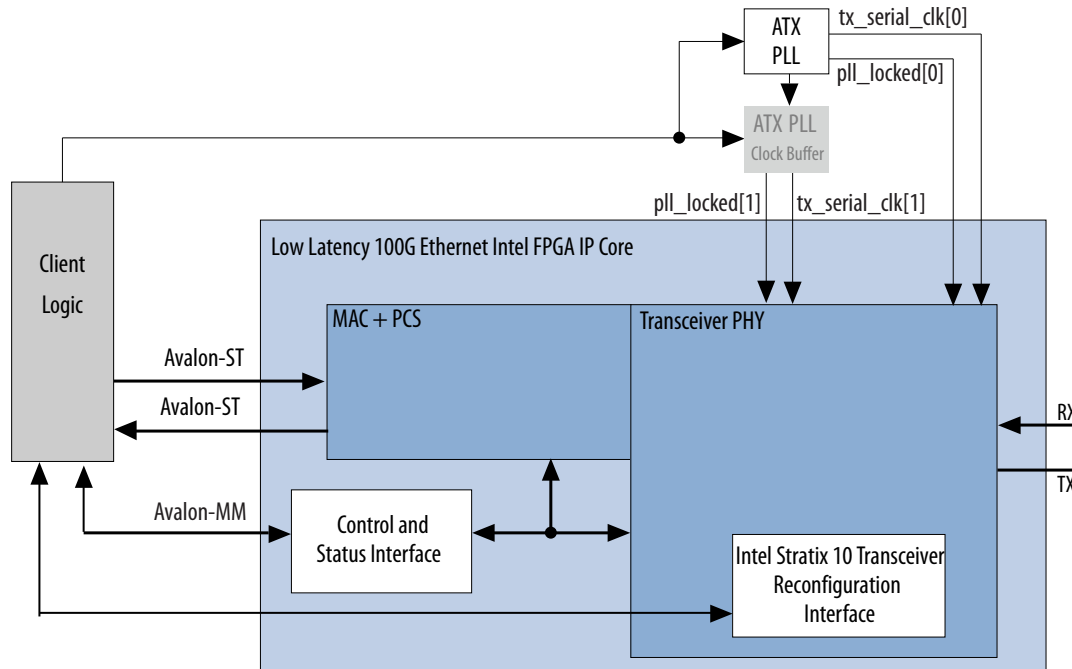 ATX
PLL
tx_serial_clk[0]
pll_locked[0]
ATX PLL
Clock Buffer
pll_locked[1]
tx_serial_clk[1]
Low Latency 100G Ethernet Intel FPGA IP Core
Client
Logic
MAC + PCS
Transceiver PHY
Avalon-ST
Avalon-ST
RX
TX
Avalon-MM
Control and
Status Interface
Intel Stratix 10 Transceiver
Reconfiguration
Interface